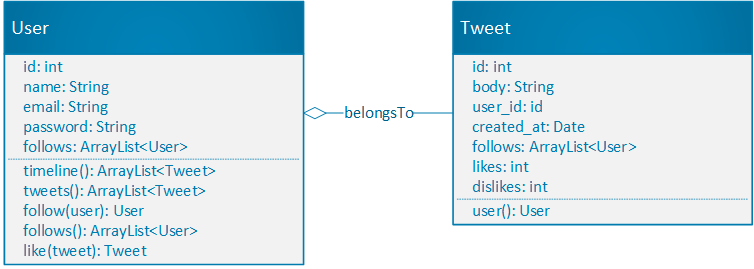 User
id: int
name: String
email: String
password: String
follows: ArrayList<User>
timeline(): ArrayList<Tweet>
tweets(): ArrayList<Tweet>
follow(user): User
follows(): ArrayList<User>
like(tweet): Tweet
belongsTo
Tweet
id: int
body: String
user_id: id
created_at: Date
follows: ArrayList<User>
likes: int
dislikes: int
user(): User